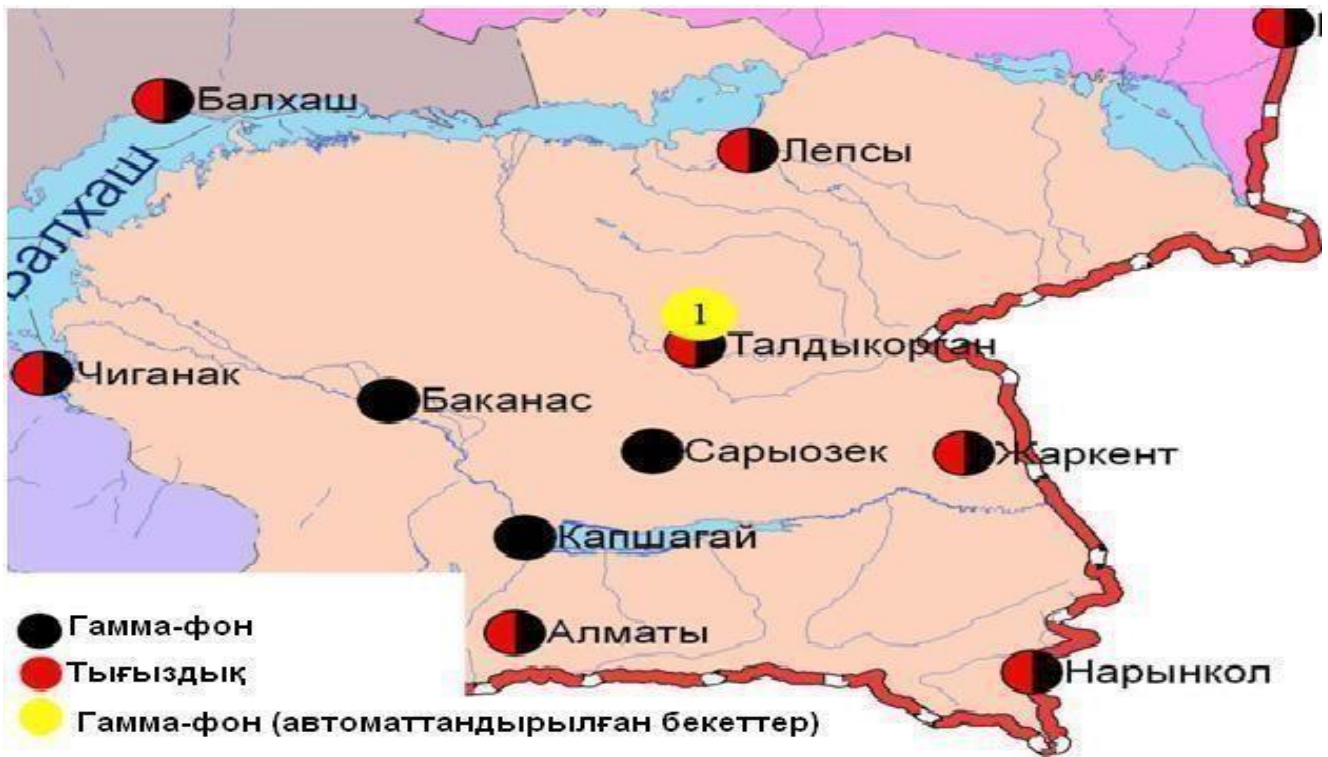 Балхаш
Балхаш
Лепсы
1
Талдыкорган
Чиганак
Баканас
Сарыозек
Жаркент
Капшагай
Алматы
Нарынкол
Гамма-фон
Тығыздық
Гамма-фон (автоматтандырылған бекеттер)